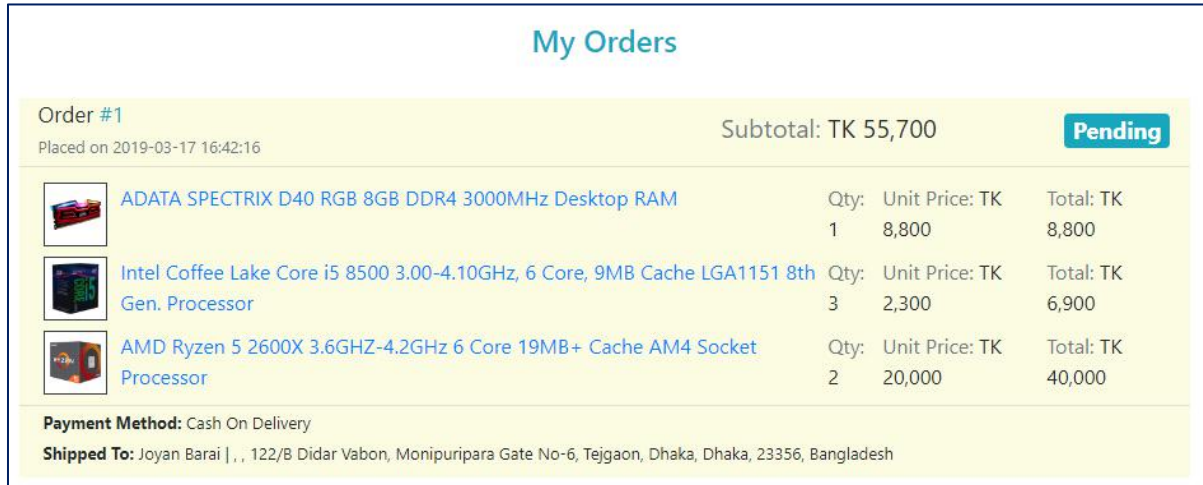 My Orders
Order #1
Placed on 2019-03-17 16:42:16
Subtotal: TK 55,700
Pending
ADATA SPECTRIX D40 RGB 8GB DDR4 3000MHz Desktop RAM
Qty: Unit Price: TK Total: TK
1 8,800 8,800
Intel Coffee Lake Core i5 8500 3.00-4.10GHz, 6 Core, 9MB Cache LGA1151 8th Qty: Unit Price: TK Total: TK
Gen. Processor 3 2,300 6,900
AMD Ryzen 5 2600X 3.6GHZ-4.2GHz 6 Core 19MB+ Cache AM4 Socket Qty: Unit Price: TK Total: TK
Processor 2 20,000 40,000
Payment Method: Cash On Delivery
Shipped To: Joyan Barai | , , 122/B Didar Vabon, Monipuripara Gate No-6, Tejgaon, Dhaka, Dhaka, 23356, Bangladesh